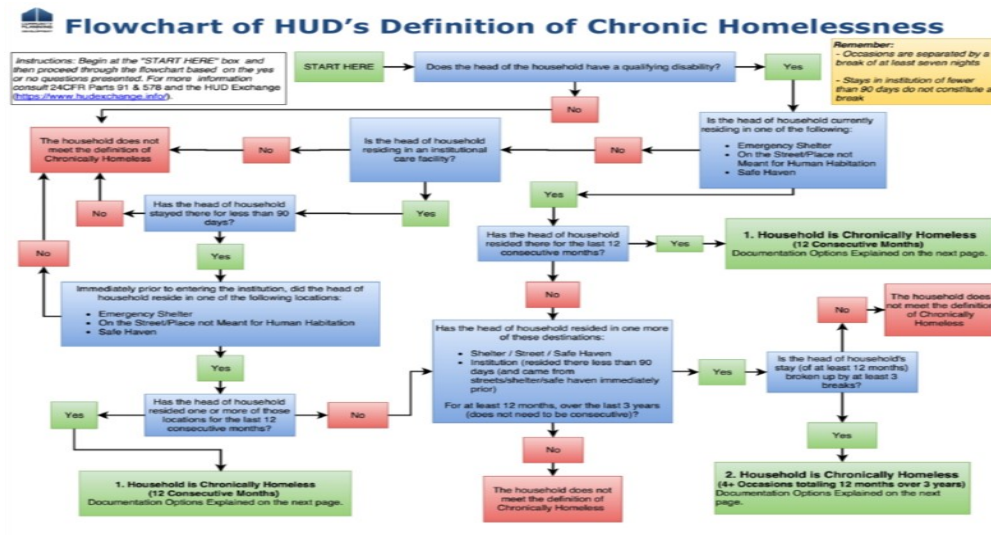 COMMUNITY
PLANNING
DEVELOPMENT
Flowchart of HUD's Definition of Chronic Homelessness
Instructions: Begin at the "START HERE" box and
then proceed through the flowchart based on the yes
or no questions presented. For more information
consult 24CFR Parts 91 & 578 and the HUD Exchange
(https://www.hudexchange.info/).
START HERE
Does the head of the household have a qualifying disability?
Yes
Remember:
- Occasions are separated by a
break of at least seven nights
- Stays in institution of fewer
than 90 days do not constitute a
break
No
The household does not
meet the definition of
Chronically Homeless
No
Is the head of household
residing in an institutional
care facility?
No
Is the head of household currently
residing in one of the following:
• Emergency Shelter
• On the Street/Place not
Meant for Human Habitation
• Safe Haven
Yes
No
Has the head of household
stayed there for less than 90
days?
Yes
Has the head of household
resided there for the last 12
consecutive months?
Yes
1. Household is Chronically Homeless
(12 Consecutive Months)
Documentation Options Explained on the next page.
No
Yes
Immediately prior to entering the institution, did the head of
household reside in one of the following locations:
• Emergency Shelter
• On the Street/Place not Meant for Human Habitation
• Safe Haven
No
No
The household does
not meet the definition
of Chronically
Homeless
Has the head of household resided in one more
of these destinations:
• Shelter / Street / Safe Haven
• Institution (resided there less than 90
days (and came from
streets/shelter/safe haven immediately
prior)
For at least 12 months, over the last 3 years
(does not need to be consecutive)?
Yes
Is the head of household's
stay (of at least 12 months)
broken up by at least 3
breaks?
Yes
Yes
Has the head of household
resided one or more of those
locations for the last 12
consecutive months?
No
Yes
No
1. Household is Chronically Homeless
(12 Consecutive Months)
Documentation Options Explained on the next page.
The household does not
meet the definition of
Chronically Homeless
2. Household is Chronically Homeless
(4+ Occasions totaling 12 months over 3 years)
Documentation Options Explained on the next
page.